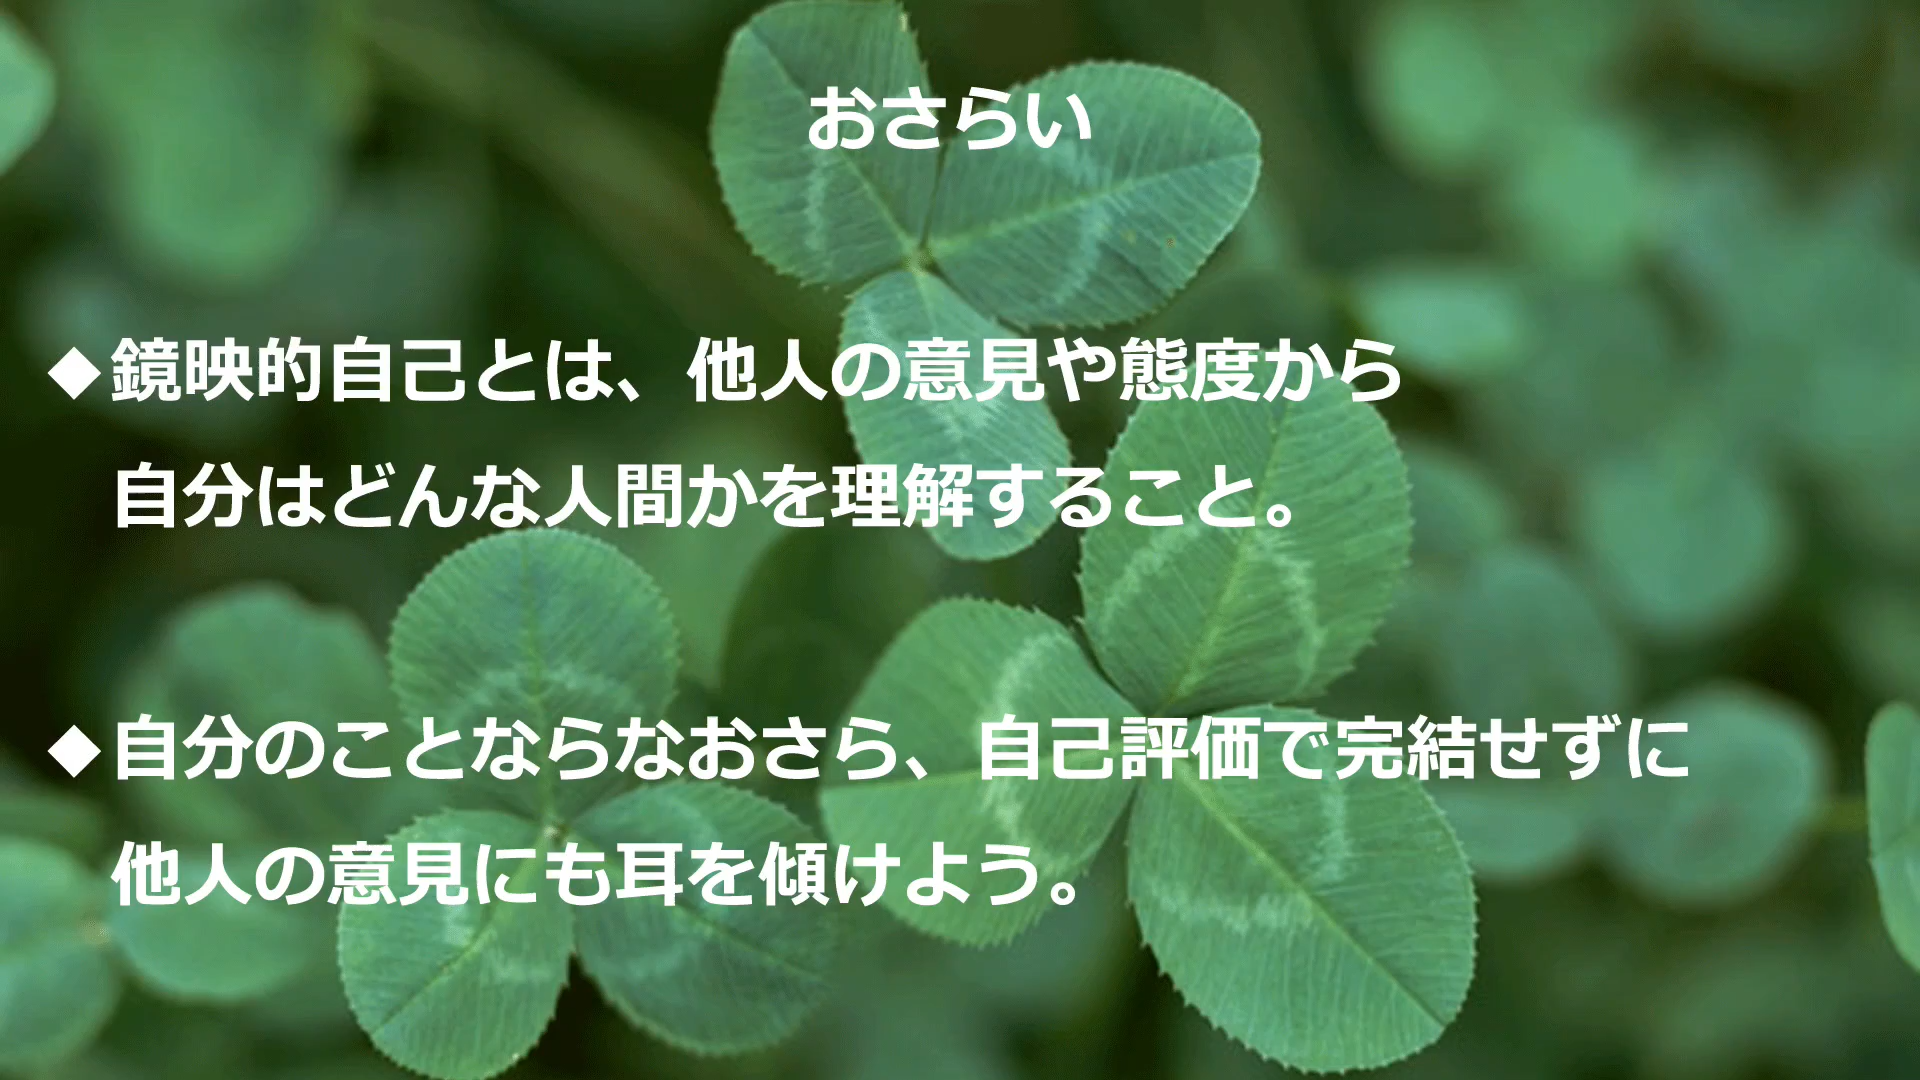 おさらい
◆鏡映的自己とは、他人の意見や態度から
自分はどんな人間かを理解すること。
◆自分のことならなおさら、自己評価で完結せずに
他人の意見にも耳を傾けよう。